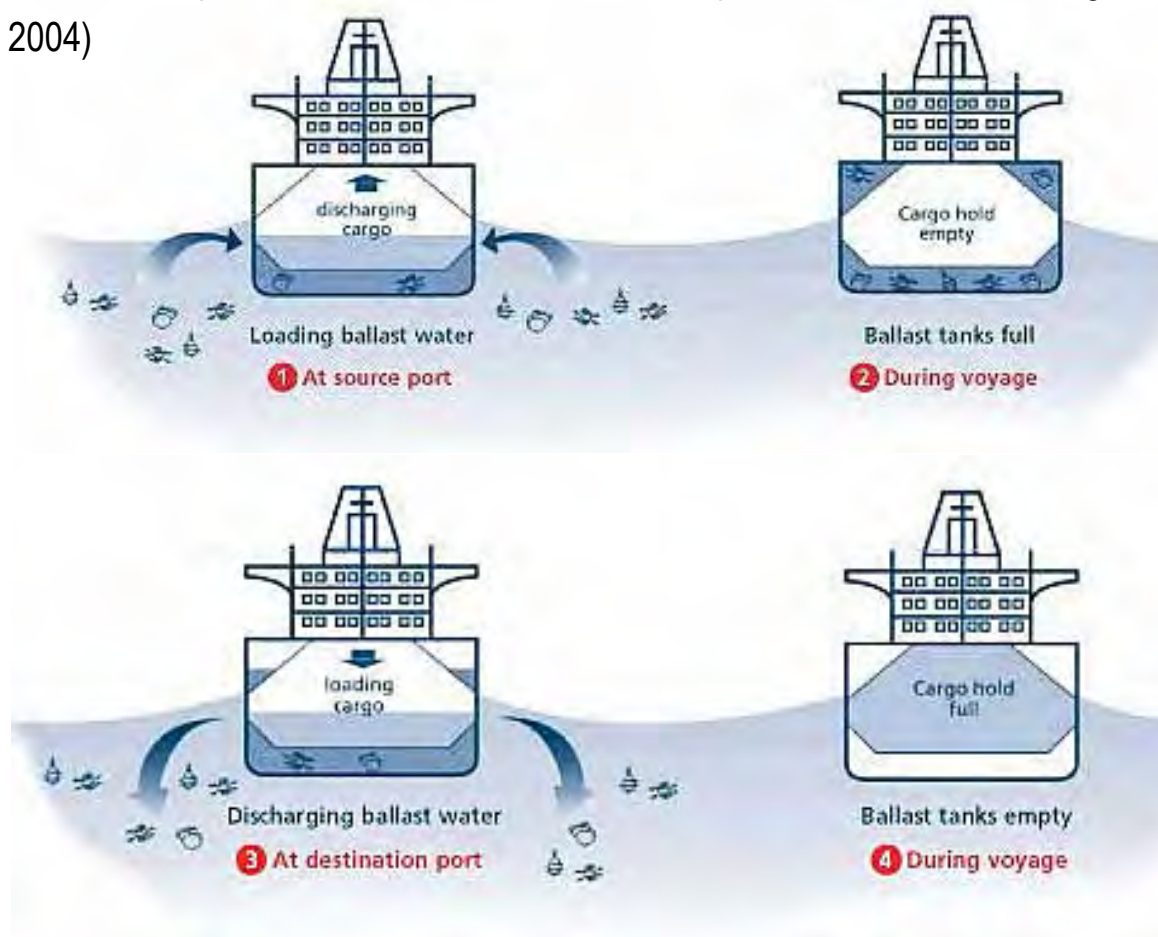 2004)
discharging
cargo
Cargo hold
empty
Loading ballast water
Ballast tanks full
1 At source port
2 During voyage
loading
cargo
Cargo hold
full
Discharging ballast water
Ballast tanks empty
3 At destination port
4 During voyage